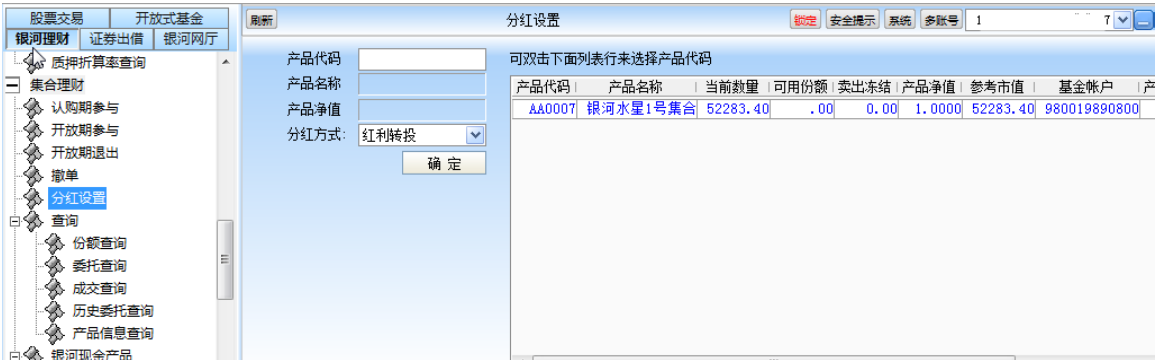 股票交易 开放式基金
银河理财 证券出借 银河网厅
质押折算率查询
集合理财
认购期参与
开放期参与
开放期退出
撤单
分红设置
查询
份额查询
委托查询
成交查询
历史委托查询
产品信息查询
银河现金产品
刷新 分红设置 锁定 安全提示 系统 多账号 1 7
产品代码
产品名称
产品净值
分红方式: 红利转投
确 定
可双击下面列表行来选择产品代码
产品代码 产品名称 当前数量 可用份额 卖出冻结 产品净值 参考市值 基金帐户 产
AA0007 银河水星1号集合 52283.40 .00 0.00 1.0000 52283.40 980019890800